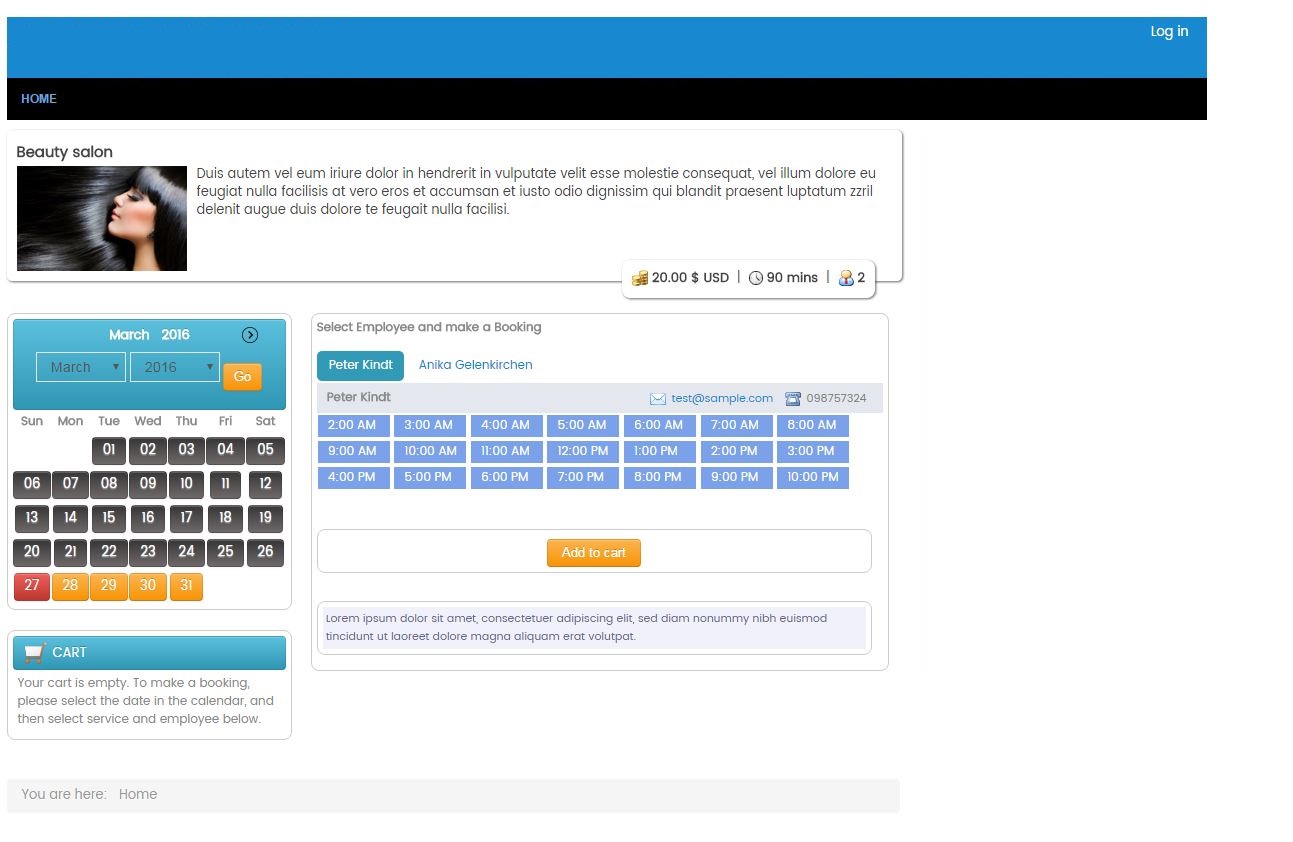 Log in
HOME
Beauty salon
Duis autem vel eum iriure dolor in hendrerit in vulputate velit esse molestie consequat, vel illum dolore eu
feugiat nulla facilisis at vero eros et accumsan et iusto odio dignissim qui blandit praesent luptatum zzril
delenit augue duis dolore te feugait nulla facilisi.
20.00 $ USD | 90 mins | 2
March 2016
March 2016 Go
Sun Mon Tue Wed Thu Fri Sat
01 02 03 04 05
06 07 08 09 10 11 12
13 14 15 16 17 18 19
20 21 22 23 24 25 26
27 28 29 30 31
CART
Your cart is empty. To make a booking,
please select the date in the calendar, and
then select service and employee below.
Select Employee and make a Booking
Peter Kindt Anika Gelenkirchen
Peter Kindt test@sample.com 098757324
2:00 AM 3:00 AM 4:00 AM 5:00 AM 6:00 AM 7:00 AM 8:00 AM
9:00 AM 10:00 AM 11:00 AM 12:00 PM 1:00 PM 2:00 PM 3:00 PM
4:00 PM 5:00 PM 6:00 PM 7:00 PM 8:00 PM 9:00 PM 10:00 PM
Add to cart
Lorem ipsum dolor sit amet, consectetuer adipiscing elit, sed diam nonummy nibh euismod
tincidunt ut laoreet dolore magna aliquam erat volutpat.
You are here: Home